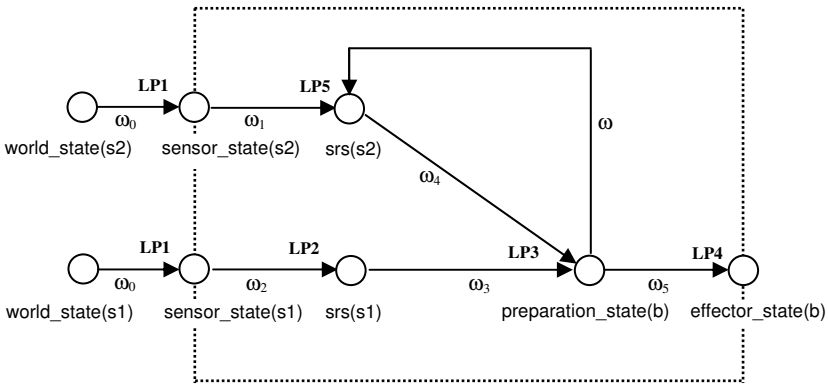 LP1
LP5
ω₀
ω₁
ω
world_state(s2)
sensor_state(s2)
srs(s2)
ω₄
LP1
LP2
LP3
LP4
ω₀
ω₂
ω₃
ω₅
world_state(s1)
sensor_state(s1)
srs(s1)
preparation_state(b)
effector_state(b)